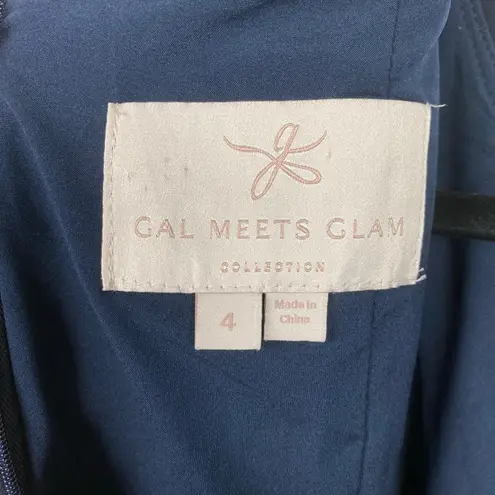 g
GAL MEETS GLAM
COLLECTION
4
Made in
China